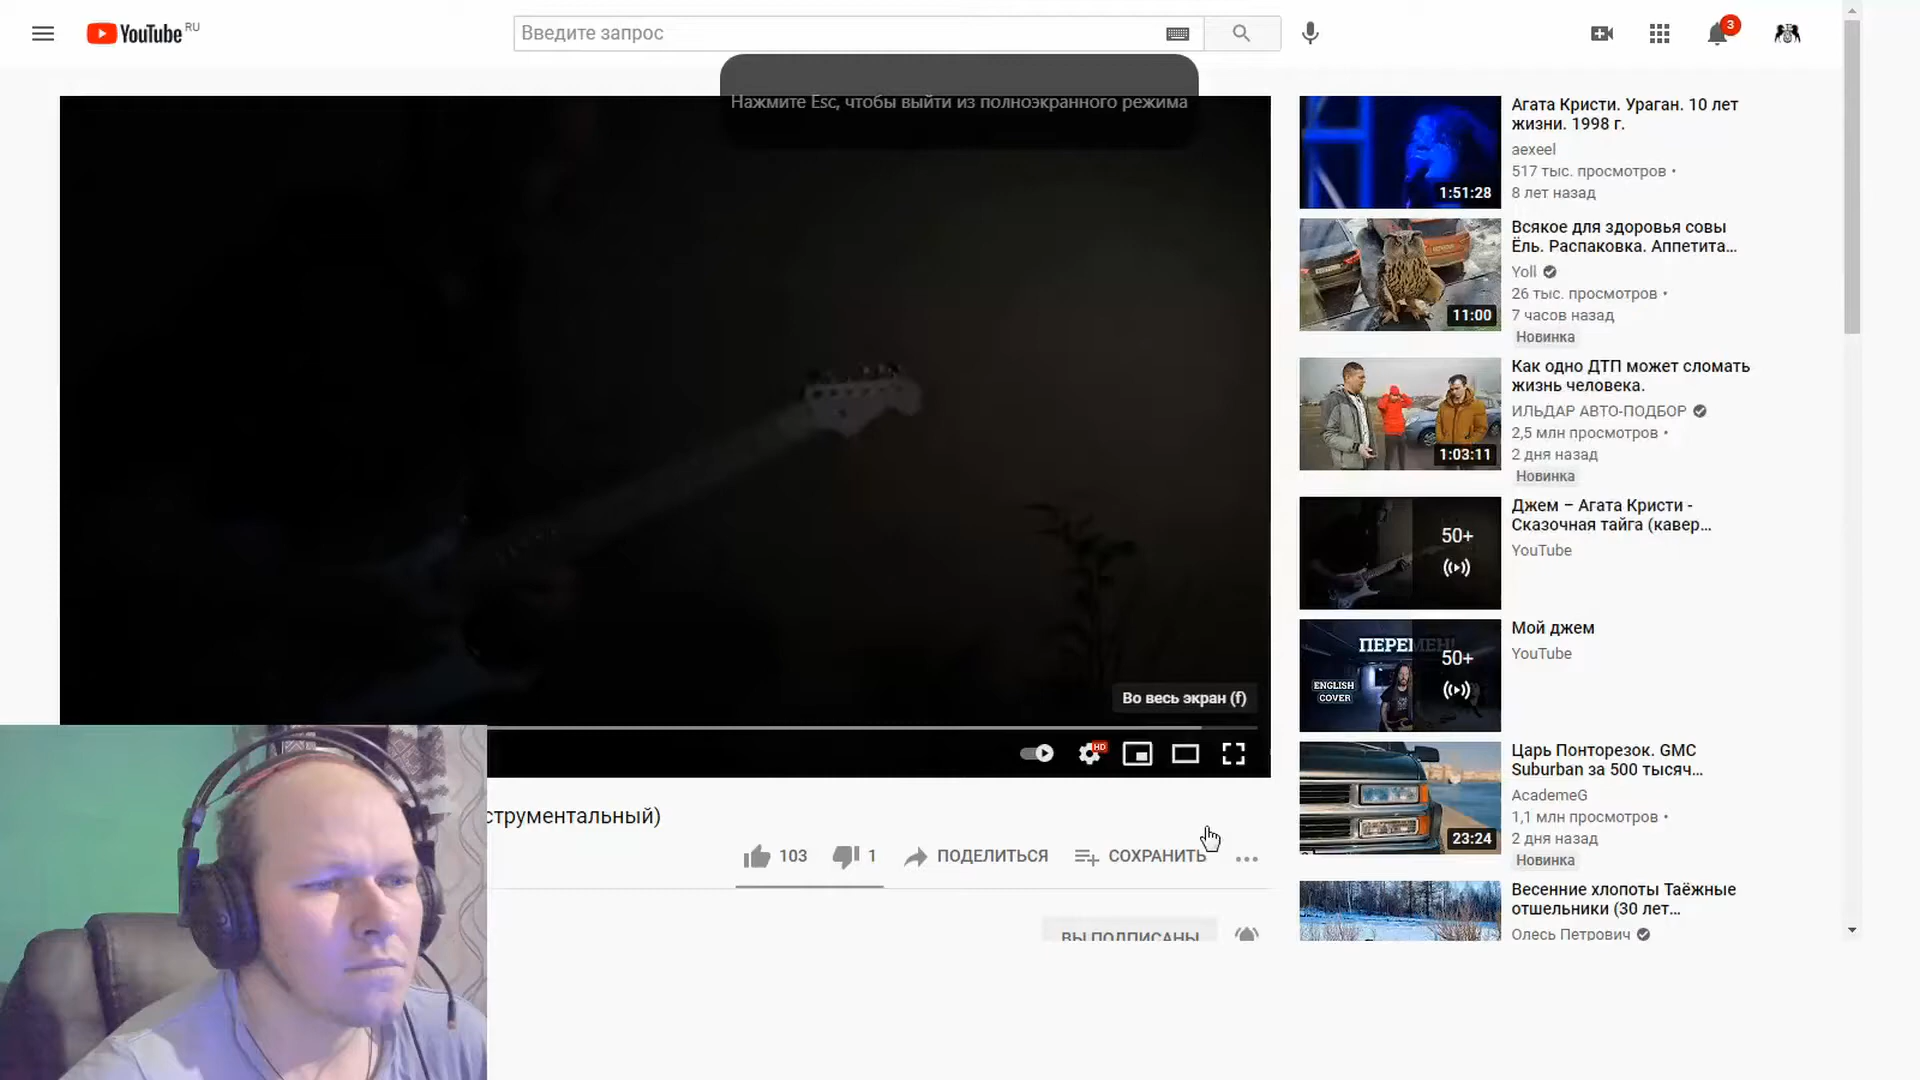 YouTube RU
Введите запрос
3
Нажмите Esc, чтобы выйти из полноэкранного режима
Во весь экран (f)
HD
струментальный)
103
1
ПОДЕЛИТЬСЯ
СОХРАНИТЬ
ВЫ ПОДПИСАНЫ
1:51:28
Агата Кристи. Ураган. 10 лет
жизни. 1998 г.
aexeel
517 тыс. просмотров •
8 лет назад
11:00
Всякое для здоровья совы
Ёль. Распаковка. Аппетита...
Yoll
26 тыс. просмотров •
7 часов назад
Новинка
1:03:11
Как одно ДТП может сломать
жизнь человека.
ИЛЬДАР АВТО-ПОДБОР
2,5 млн просмотров •
2 дня назад
Новинка
50+
Джем – Агата Кристи -
Сказочная тайга (кавер...
YouTube
ПЕРЕМЕН!
50+
ENGLISH
COVER
Мой джем
YouTube
23:24
Царь Понторезок. GMC
Suburban за 500 тысяч...
AcademeG
1,1 млн просмотров •
2 дня назад
Новинка
Весенние хлопоты Таёжные
отшельники (30 лет...
Олесь Петрович